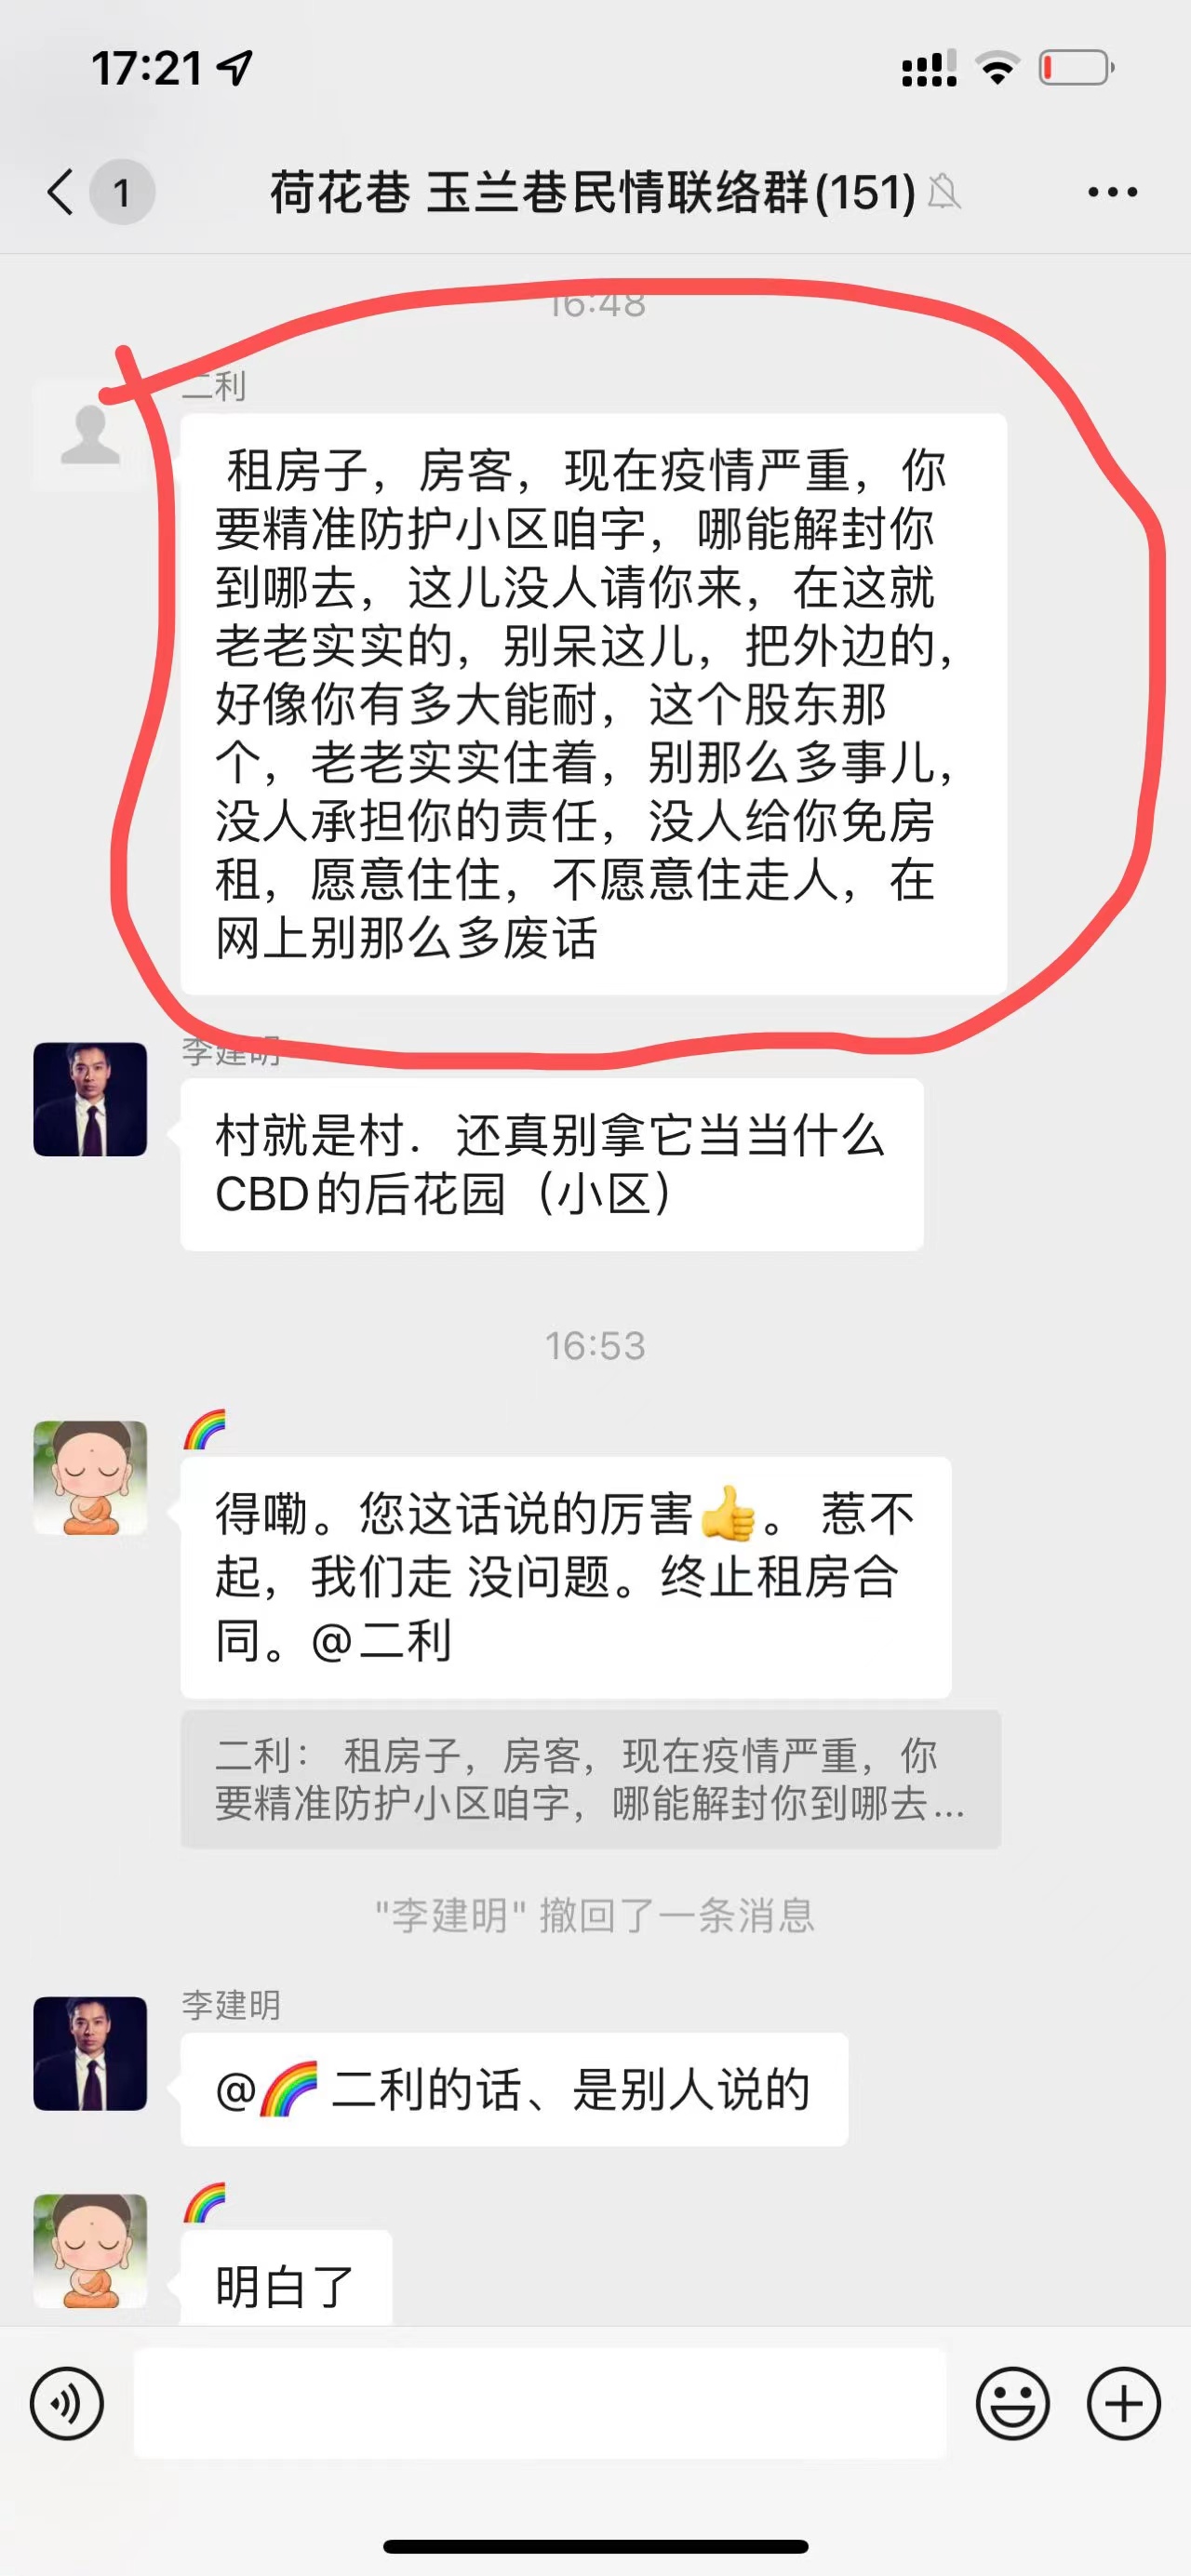 17:21
1
荷花巷 玉兰巷民情联络群(151)
16:48
二利
租房子，房客，现在疫情严重，你
要精准防护小区咱字，哪能解封你
到哪去，这儿没人请你来，在这就
老老实实的，别呆这儿，把外边的，
好像你有多大能耐，这个股东那
个，老老实实住着，别那么多事儿，
没人承担你的责任，没人给你免房
租，愿意住住，不愿意住走人，在
网上别那么多废话
李建明
村就是村．还真别拿它当当什么
CBD的后花园（小区）
16:53
🌈
得嘞。您这话说的厉害👍。 惹不
起，我们走 没问题。终止租房合
同。@二利
二利： 租房子，房客，现在疫情严重，你
要精准防护小区咱字，哪能解封你到哪去...
"李建明" 撤回了一条消息
李建明
@🌈 二利的话、是别人说的
🌈
明白了